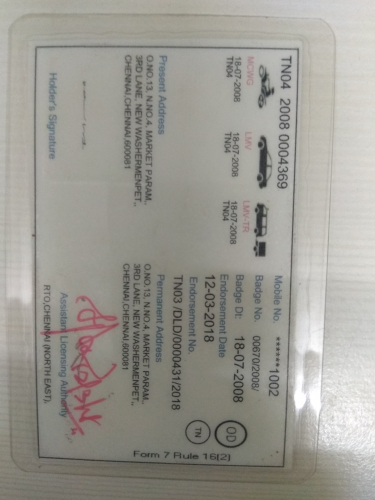 TN04 2008 0004369
MCWG
18-07-2008
TN04
LMV
18-07-2008
TN04
LMV-TR
18-07-2008
TN04
Mobile No. ******1002
Badge No. 00870/2008/
Badge Dt: 18-07-2008
Endorsement Date
12-03-2018
Endorsement No.
TN03 /DLD/0000431/2018
OD
TN
Present Address
O.NO.13, N.NO.4, MARKET PARAM,,
3RD LANE, NEW WASHERMENPET,,
CHENNAI,CHENNAI,600081
Permanent Address
O.NO.13, N.NO.4, MARKET PARAM,,
3RD LANE, NEW WASHERMENPET,,
CHENNAI,CHENNAI,600081
Holder's Signature
Assistant Licensing Authority
RTO,CHENNAI (NORTH EAST).
Form 7 Rule 16[2]